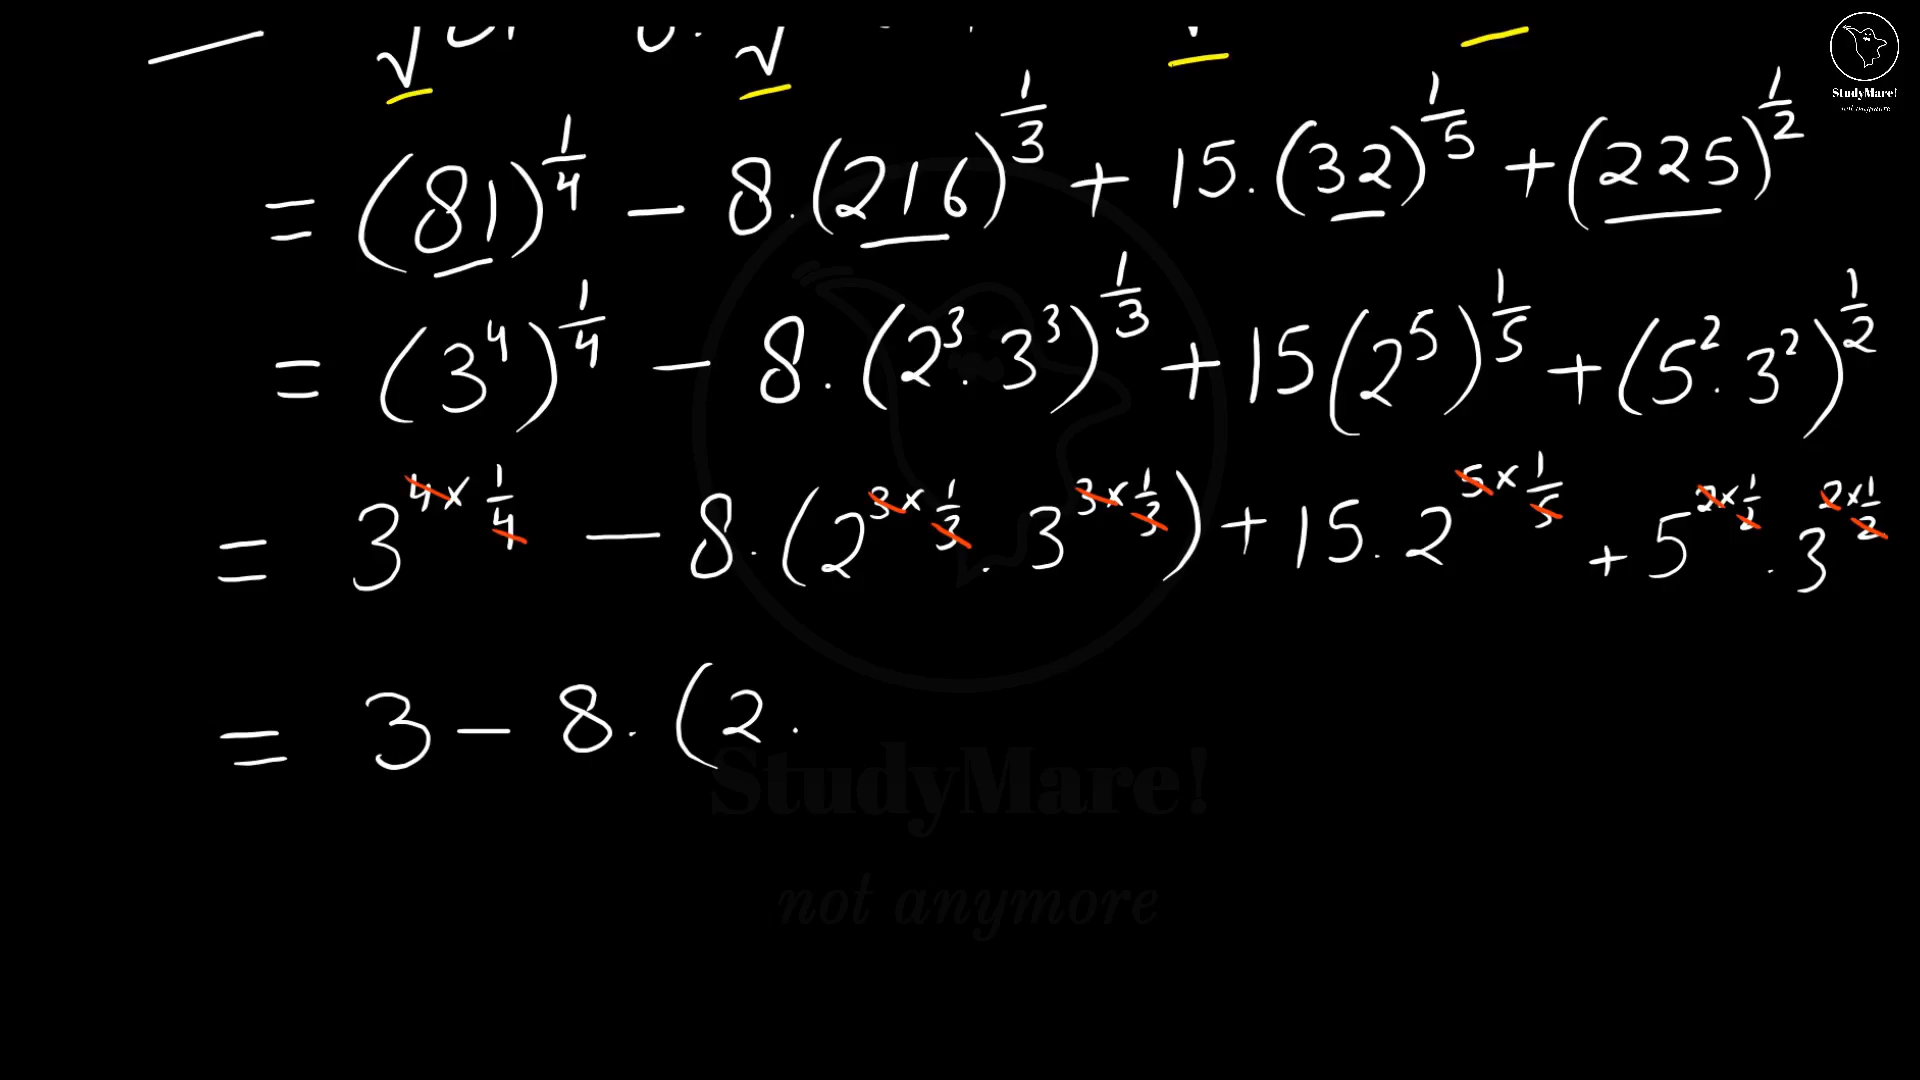 StudyMare!
not anymore
= (81)^{1/4} - 8.(216)^{1/3} + 15.(32)^{1/5} + (225)^{1/2}
= (3^4)^{1/4} - 8.(2^3.3^3)^{1/3} + 15(2^5)^{1/5} + (5^2.3^2)^{1/2}
= 3^{4×1/4} - 8.(2^{3×1/3}.3^{3×1/3}) + 15.2^{5×1/5} + 5^{2×1/2}.3^{2×1/2}
= 3 - 8.(2.
StudyMare!
not anymore